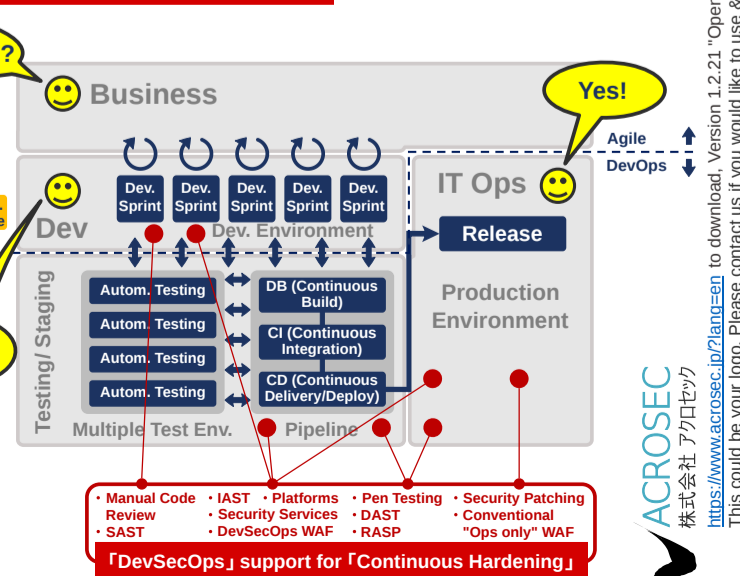 ?
Business
Yes!
Agile
DevOps
Dev.
Sprint
Dev.
Sprint
Dev.
Sprint
Dev.
Sprint
Dev.
Sprint
IT Ops
Dev
Dev. Environment
Release
Testing/ Staging
Autom. Testing
Autom. Testing
Autom. Testing
Autom. Testing
Multiple Test Env.
DB (Continuous
Build)
CI (Continuous
Integration)
CD (Continuous
Delivery/Deploy)
Pipeline
Production
Environment
・Manual Code
Review
・SAST
・IAST ・Platforms
・Security Services
・DevSecOps WAF
・Pen Testing
・DAST
・RASP
・Security Patching
・Conventional
"Ops only" WAF
「DevSecOps」support for「Continuous Hardening」
ACROSEC
株式会社 アクロセック
https://www.acrosec.jp/?lang=en to download, Version 1.2.21 "Oper
This could be your logo. Please contact us if you would like to use &